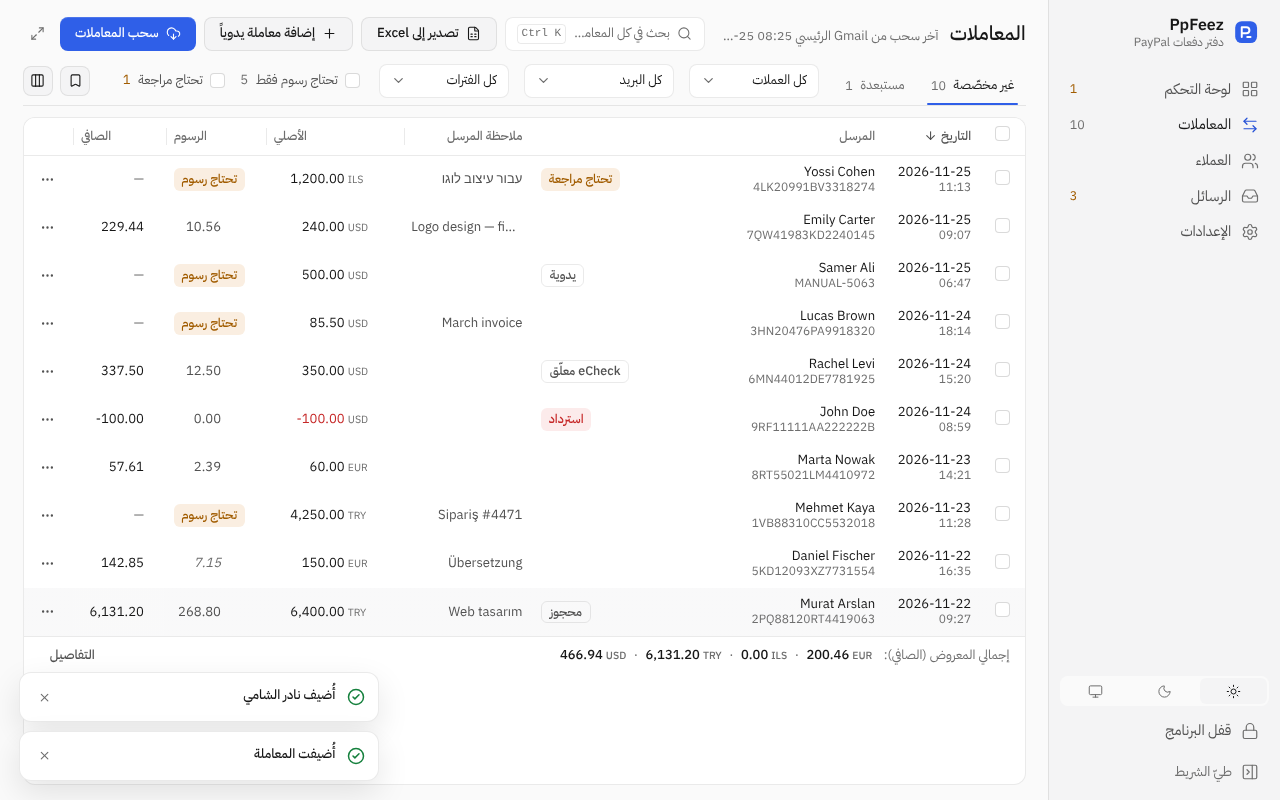 PpFeez
دفتر دفعات PayPal
لوحة التحكم 1
المعاملات 10
العملاء
الرسائل 3
الإعدادات
قفل البرنامج
طيّ الشريط
المعاملات
آخر سحب من Gmail الرئيسي 08:25 25-...
بحث في كل المعامـ... Ctrl K
تصدير إلى Excel
إضافة معاملة يدوياً
سحب المعاملات
غير مخصّصة 10
مستبعدة 1
كل العملات
كل البريد
كل الفترات
تحتاج رسوم فقط 5
تحتاج مراجعة 1
التاريخ المرسل ملاحظة المرسل الأصلي الرسوم الصافي
2026-11-25 Yossi Cohen تحتاج مراجعة עבור עיצוב לוגו 1,200.00 ILS تحتاج رسوم —
11:13 4LK20991BV3318274
2026-11-25 Emily Carter Logo design — fi... 240.00 USD 10.56 229.44
09:07 7QW41983KD2240145
2026-11-25 Samer Ali يدوية 500.00 USD تحتاج رسوم —
06:47 MANUAL-5063
2026-11-24 Lucas Brown March invoice 85.50 USD تحتاج رسوم —
18:14 3HN20476PA9918320
2026-11-24 Rachel Levi eCheck معلّق 350.00 USD 12.50 337.50
15:20 6MN44012DE7781925
2026-11-24 John Doe استرداد -100.00 USD 0.00 -100.00
08:59 9RF11111AA222222B
2026-11-23 Marta Nowak 60.00 EUR 2.39 57.61
14:21 8RT55021LM4410972
2026-11-23 Mehmet Kaya Sipariş #4471 4,250.00 TRY تحتاج رسوم —
11:28 1VB88310CC5532018
2026-11-22 Daniel Fischer Übersetzung 150.00 EUR 7.15 142.85
16:35 5KD12093XZ7731554
2026-11-22 Murat Arslan محجوز Web tasarım 6,400.00 TRY 268.80 6,131.20
09:27 2PQ88120RT4419063
إجمالي المعروض (الصافي): 200.46 EUR · 0.00 ILS · 6,131.20 TRY · 466.94 USD
التفاصيل
أُضيف نادر الشامي
أُضيفت المعاملة